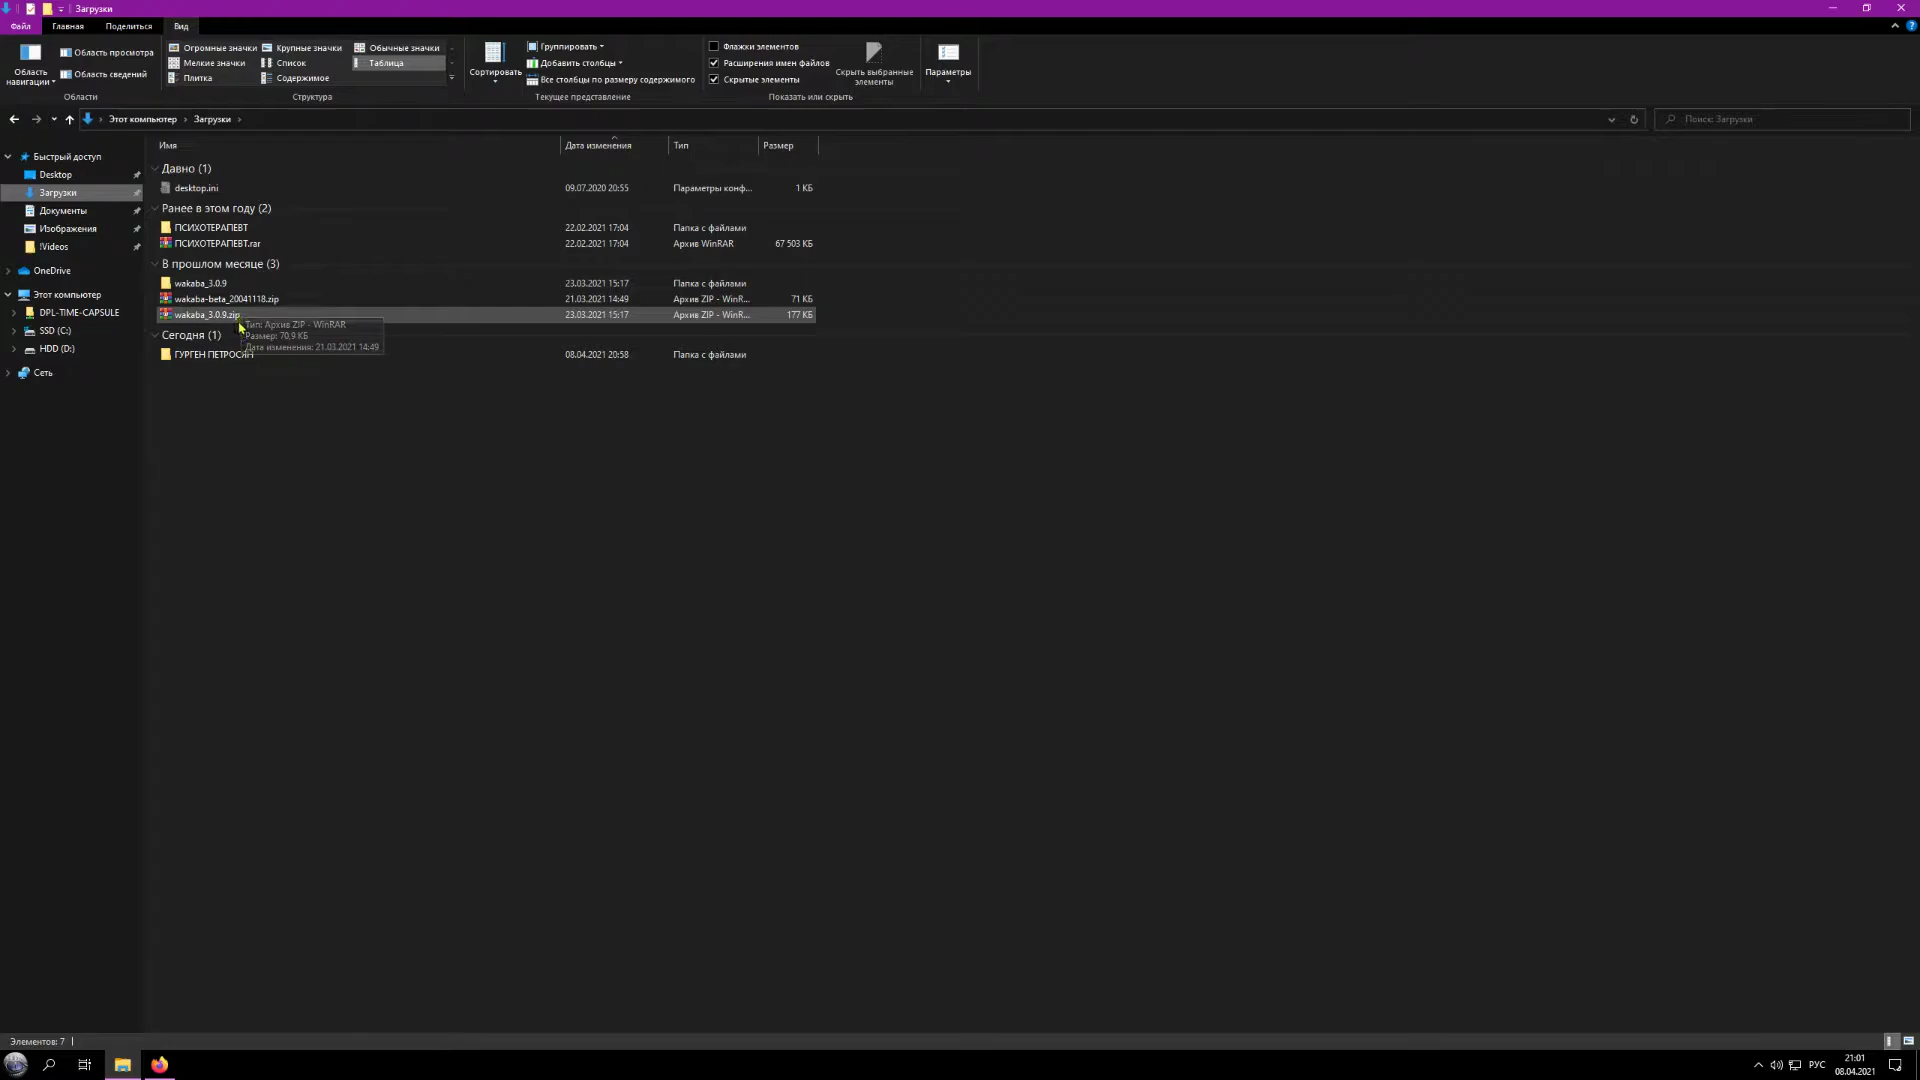 Загрузки
Файл Главная Поделиться Вид
Область навигации
Область просмотра
Область сведений
Области
Огромные значки Крупные значки Обычные значки
Мелкие значки Список Таблица
Плитка Содержимое
Структура
Сортировать
Группировать
Добавить столбцы
Все столбцы по размеру содержимого
Текущее представление
Флажки элементов
Расширения имен файлов
Скрытые элементы
Скрыть выбранные
элементы
Показать или скрыть
Параметры
Этот компьютер › Загрузки ›
Поиск: Загрузки
Быстрый доступ
Desktop
Загрузки
Документы
Изображения
!Videos
OneDrive
Этот компьютер
DPL-TIME-CAPSULE
SSD (C:)
HDD (D:)
Сеть
Имя Дата изменения Тип Размер
Давно (1)
desktop.ini 09.07.2020 20:55 Параметры конф... 1 КБ
Ранее в этом году (2)
ПСИХОТЕРАПЕВТ 22.02.2021 17:04 Папка с файлами
ПСИХОТЕРАПЕВТ.rar 22.02.2021 17:04 Архив WinRAR 67 503 КБ
В прошлом месяце (3)
wakaba_3.0.9 23.03.2021 15:17 Папка с файлами
wakaba-beta_20041118.zip 21.03.2021 14:49 Архив ZIP - WinR... 71 КБ
wakaba_3.0.9.zip 23.03.2021 15:17 Архив ZIP - WinR... 177 КБ
Тип: Архив ZIP - WinRAR
Размер: 70,9 КБ
Дата изменения: 21.03.2021 14:49
Сегодня (1)
ГУРГЕН ПЕТРОСЯН 08.04.2021 20:58 Папка с файлами
Элементов: 7
РУС
21:01
08.04.2021